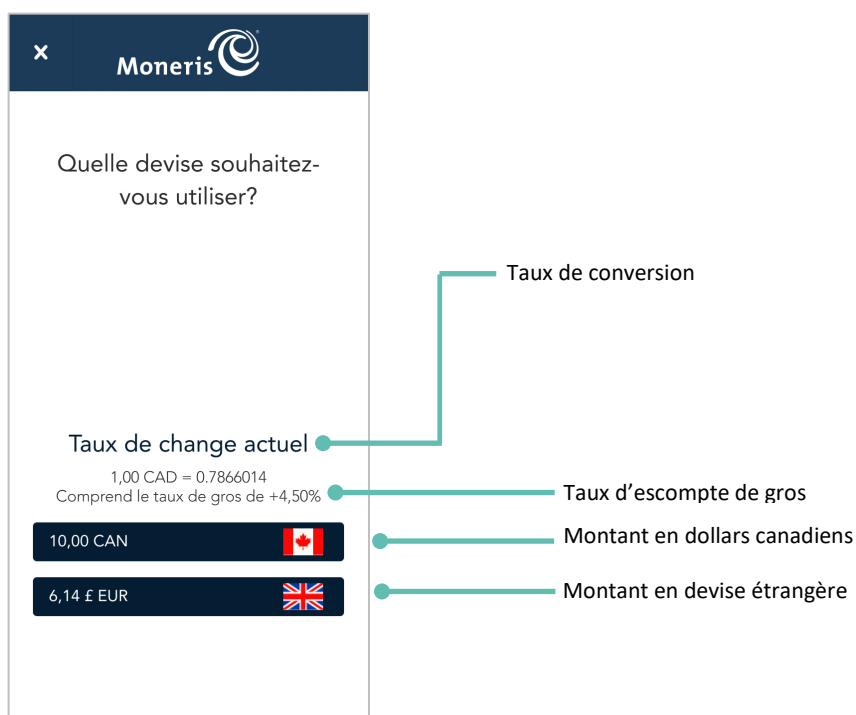 x
Moneris
Quelle devise souhaitez-
vous utiliser?
Taux de conversion
Taux de change actuel
1,00 CAD = 0.7866014
Comprend le taux de gros de +4,50%
Taux d’escompte de gros
10,00 CAN
Montant en dollars canadiens
6,14 £ EUR
Montant en devise étrangère